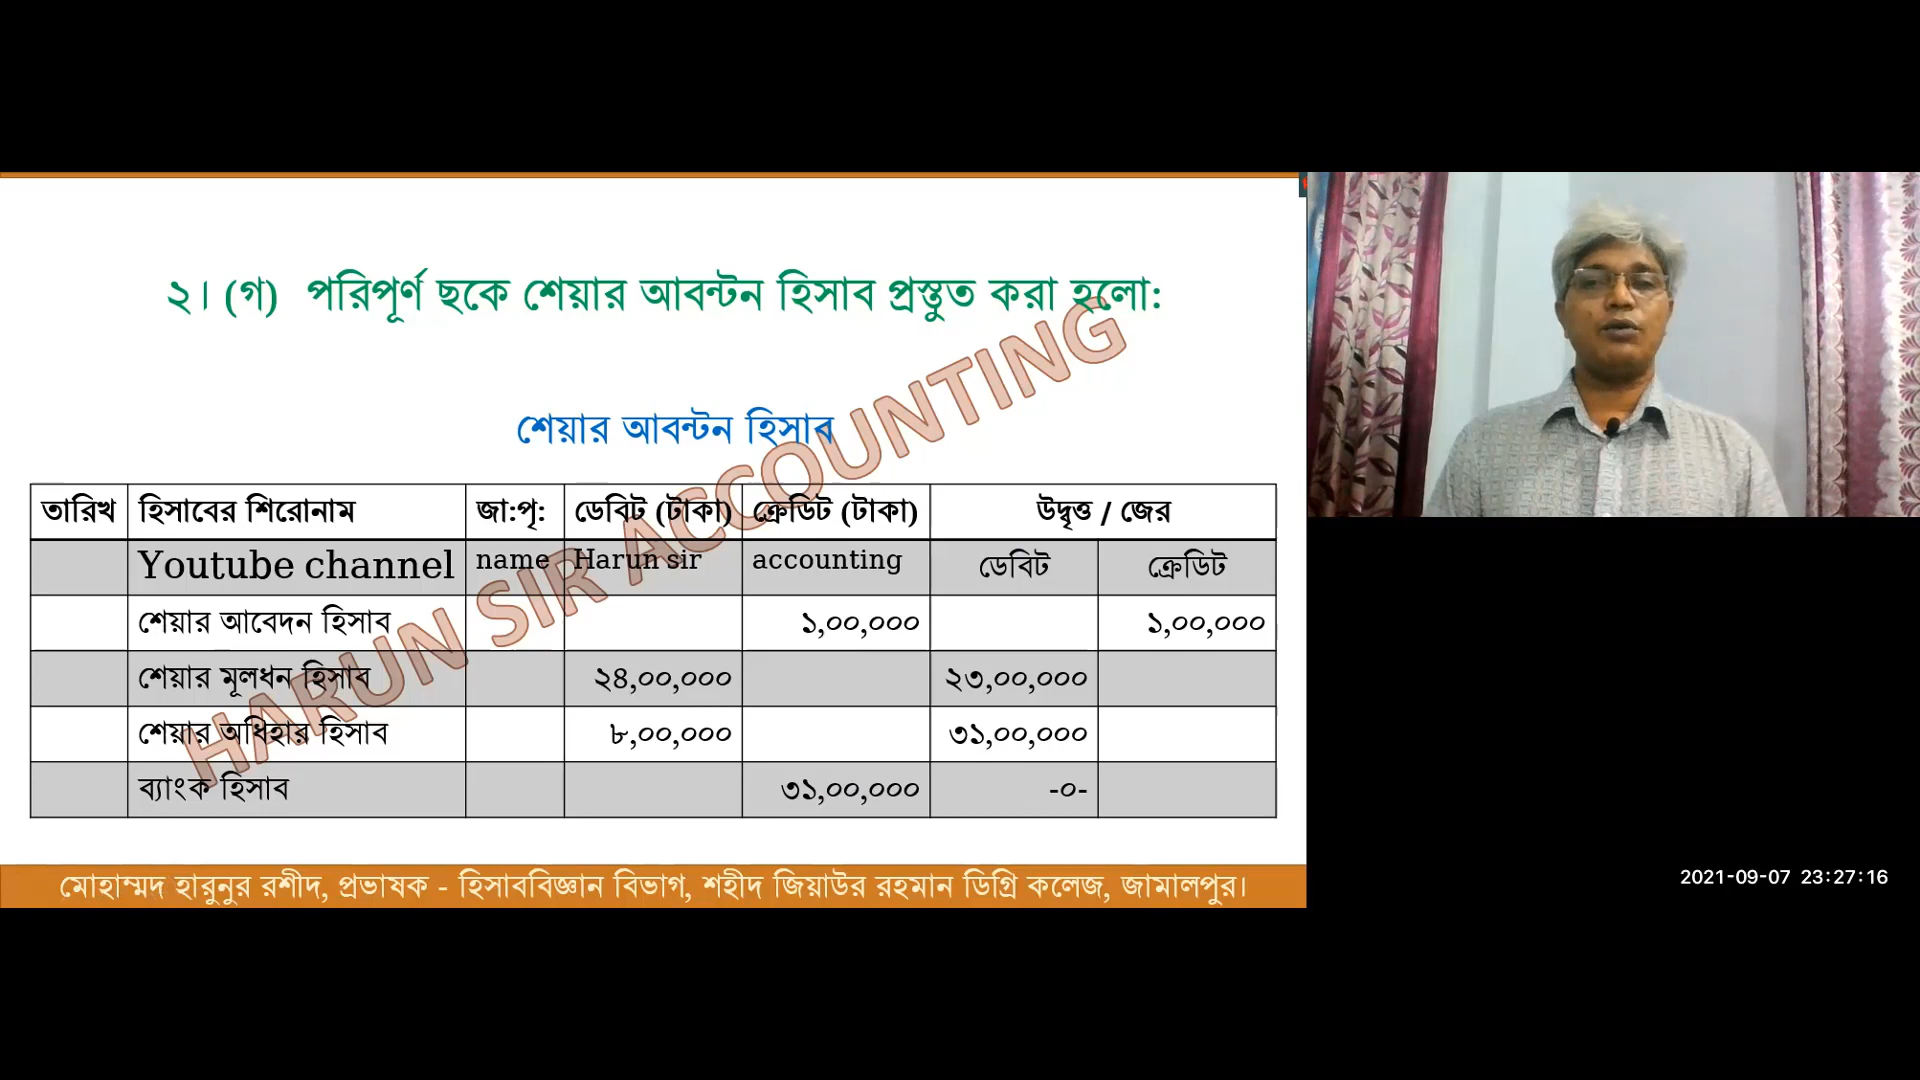 ২। (গ) পরিপূর্ণ ছকে শেয়ার আবন্টন হিসাব প্রস্তুত করা হলো:
শেয়ার আবন্টন হিসাব
তারিখ হিসাবের শিরোনাম জা:পৃ: ডেবিট (টাকা) ক্রেডিট (টাকা) উদ্বৃত্ত / জের
Youtube channel name Harun sir accounting ডেবিট ক্রেডিট
শেয়ার আবেদন হিসাব ১,০০,০০০ ১,০০,০০০
শেয়ার মূলধন হিসাব ২৪,০০,০০০ ২৩,০০,০০০
শেয়ার অধিহার হিসাব ৮,০০,০০০ ৩১,০০,০০০
ব্যাংক হিসাব ৩১,০০,০০০ -০-
HARUN SIR ACCOUNTING
মোহাম্মদ হারুনুর রশীদ, প্রভাষক - হিসাববিজ্ঞান বিভাগ, শহীদ জিয়াউর রহমান ডিগ্রি কলেজ, জামালপুর।
2021-09-07 23:27:16